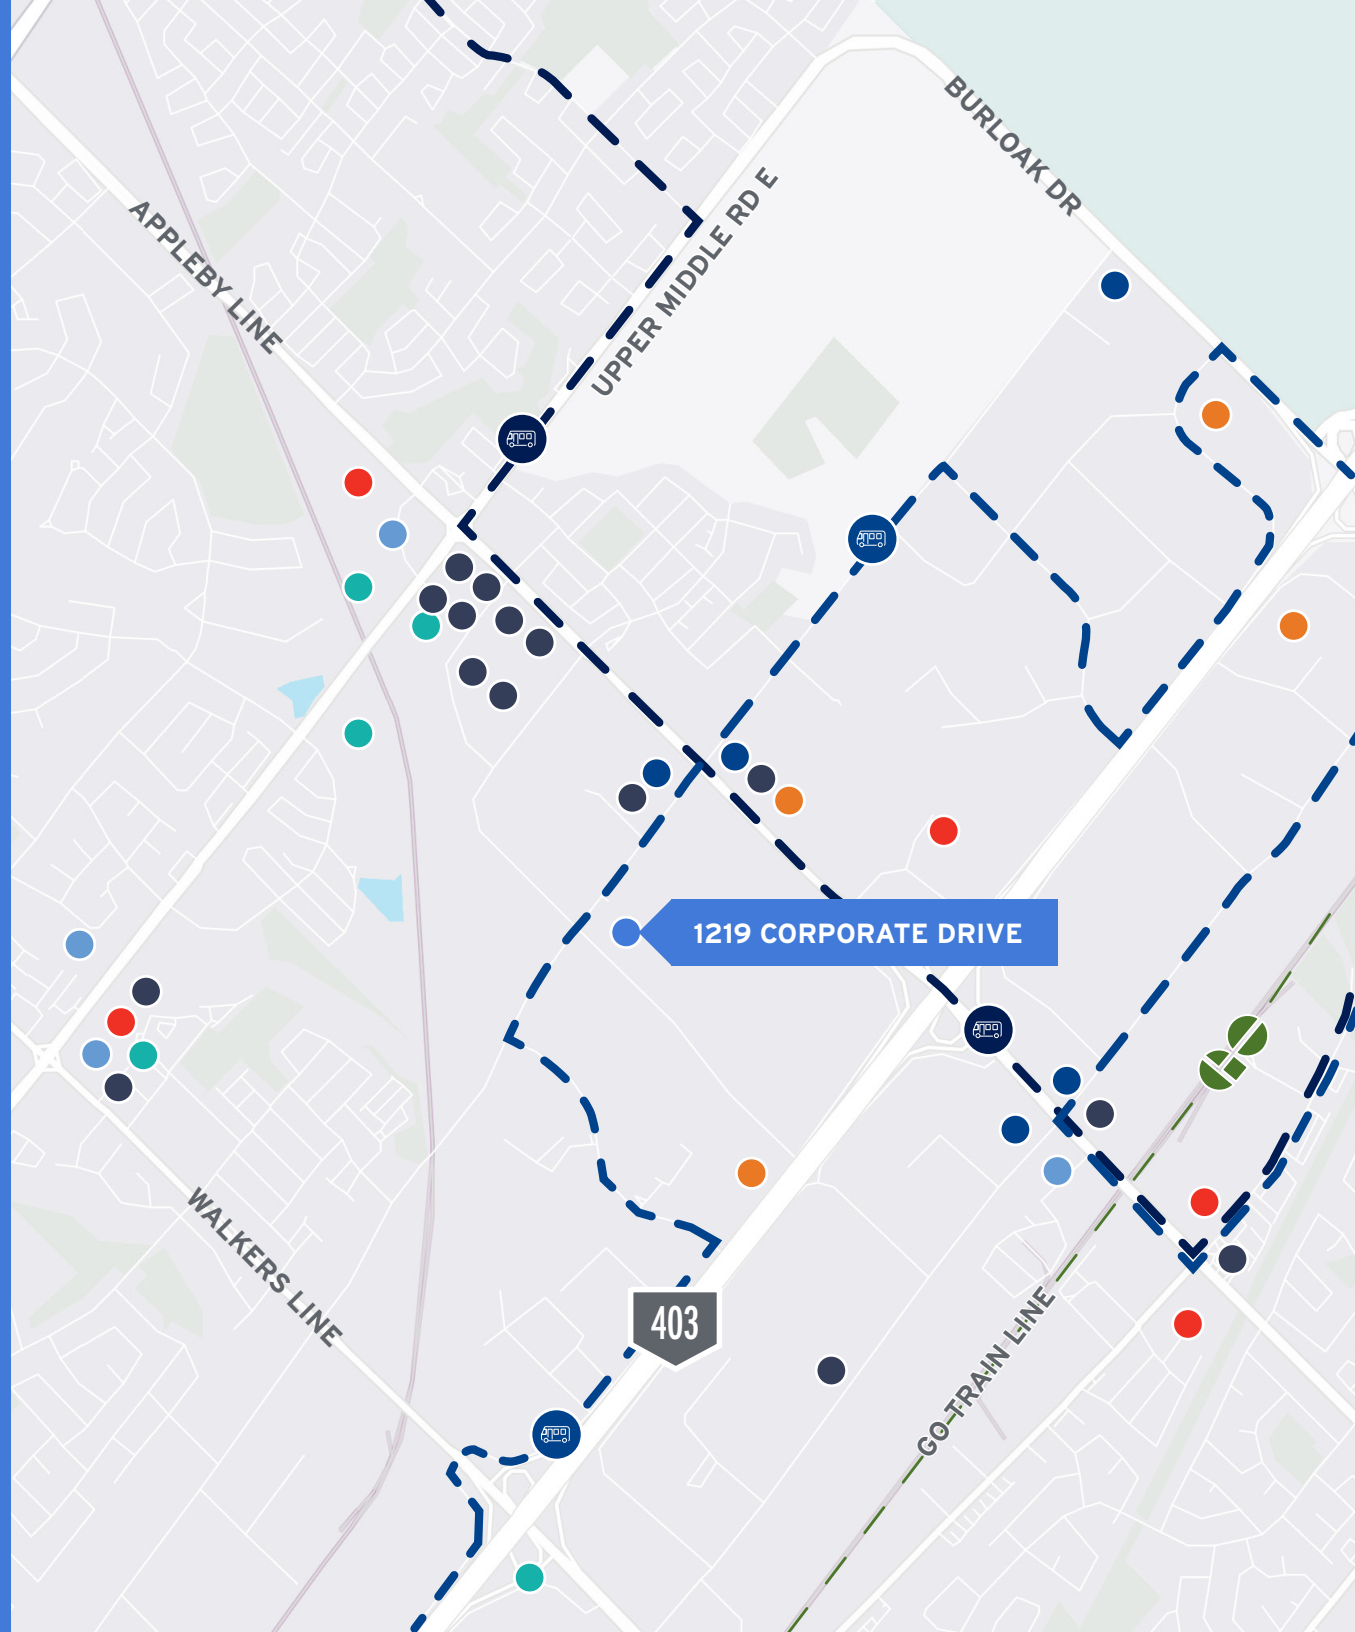 BURLOAK DR
UPPER MIDDLE RD E
APPLEBY LINE
1219 CORPORATE DRIVE
WALKERS LINE
403
GO TRAIN LINE